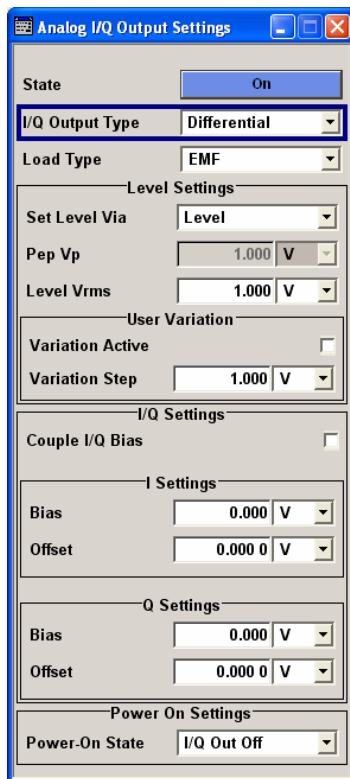 Analog I/Q Output Settings
State On
I/Q Output Type Differential
Load Type EMF
Level Settings
Set Level Via Level
Pep Vp 1.000 V
Level Vrms 1.000 V
User Variation
Variation Active
Variation Step 1.000 V
I/Q Settings
Couple I/Q Bias
I Settings
Bias 0.000 V
Offset 0.000 0 V
Q Settings
Bias 0.000 V
Offset 0.000 0 V
Power On Settings
Power-On State I/Q Out Off